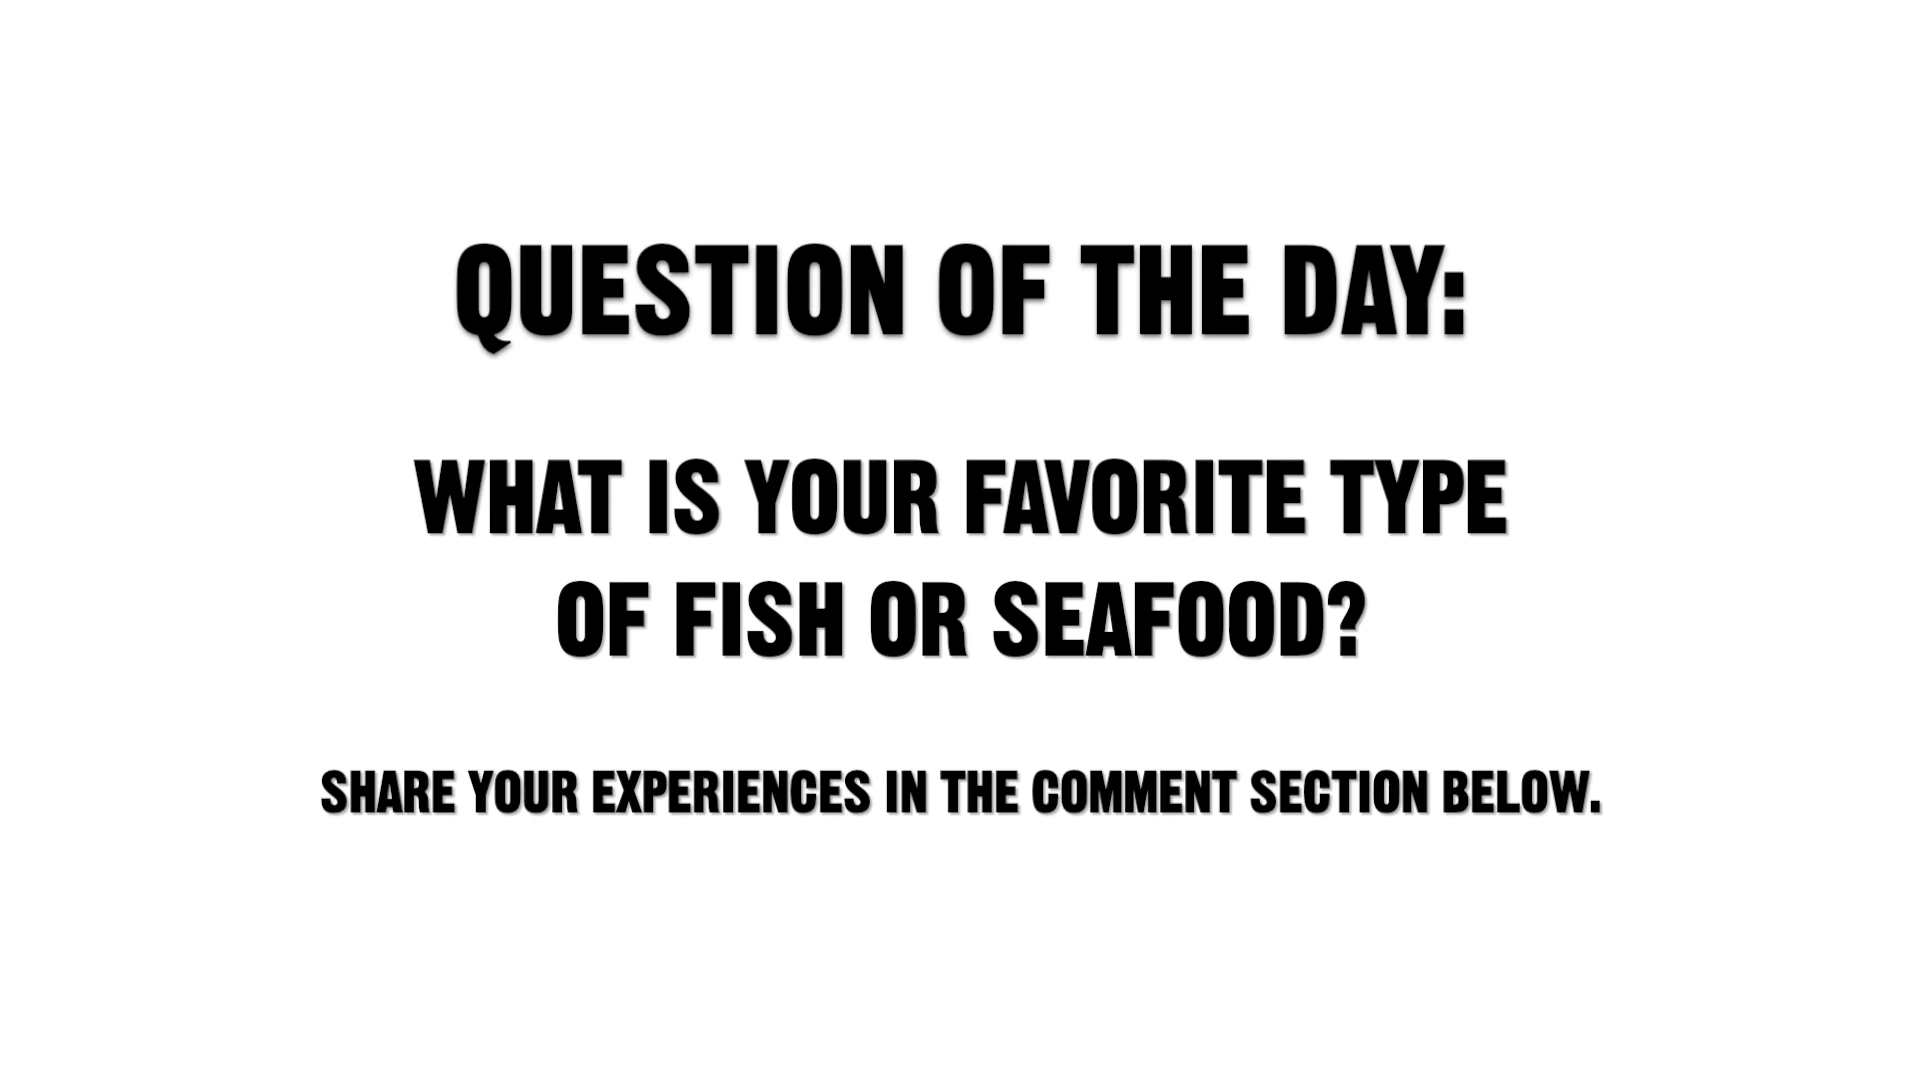 QUESTION OF THE DAY:
WHAT IS YOUR FAVORITE TYPE
OF FISH OR SEAFOOD?
SHARE YOUR EXPERIENCES IN THE COMMENT SECTION BELOW.